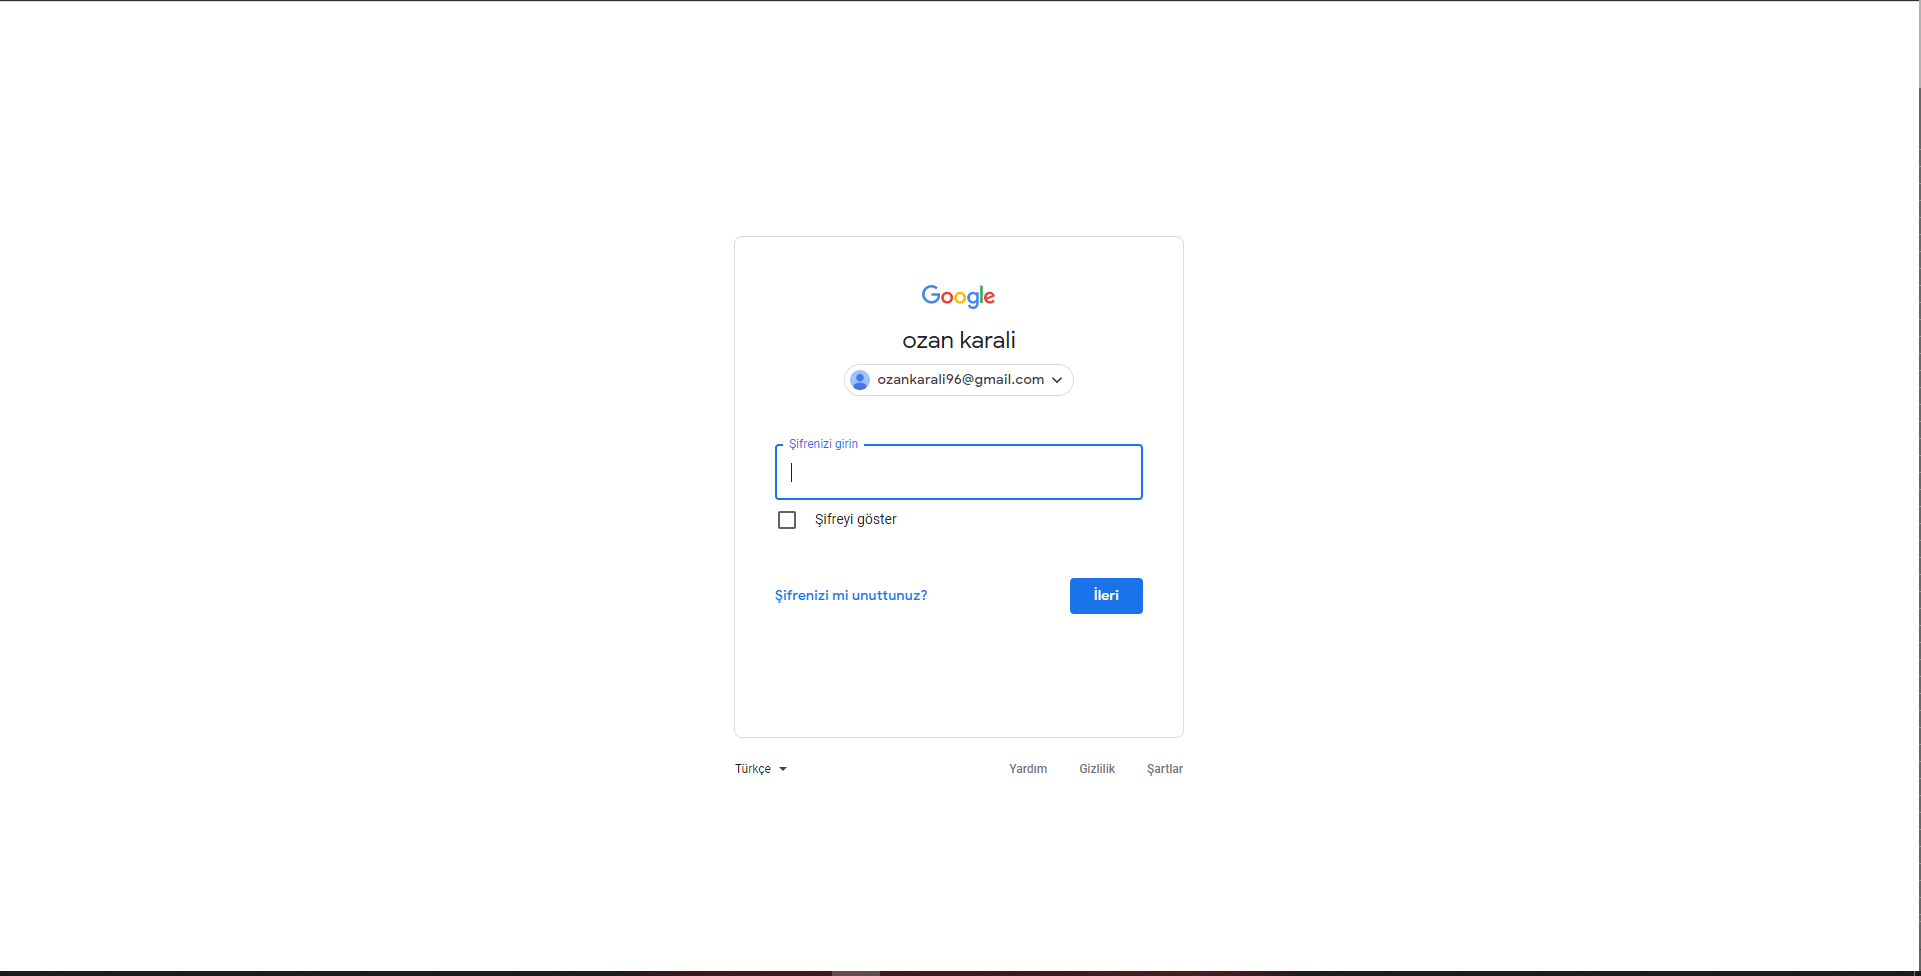 Google
ozan karali
ozankarali96@gmail.com
Şifrenizi girin
Şifreyi göster
Şifrenizi mi unuttunuz?
İleri
Türkçe
Yardım
Gizlilik
Şartlar